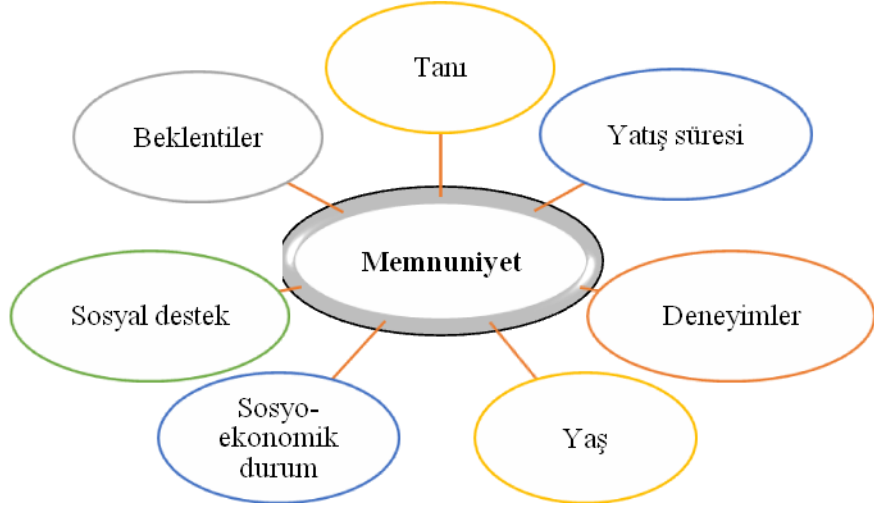 Tanı
Beklentiler
Yatış süresi
Memnuniyet
Sosyal destek
Deneyimler
Sosyo-
ekonomik
durum
Yaş